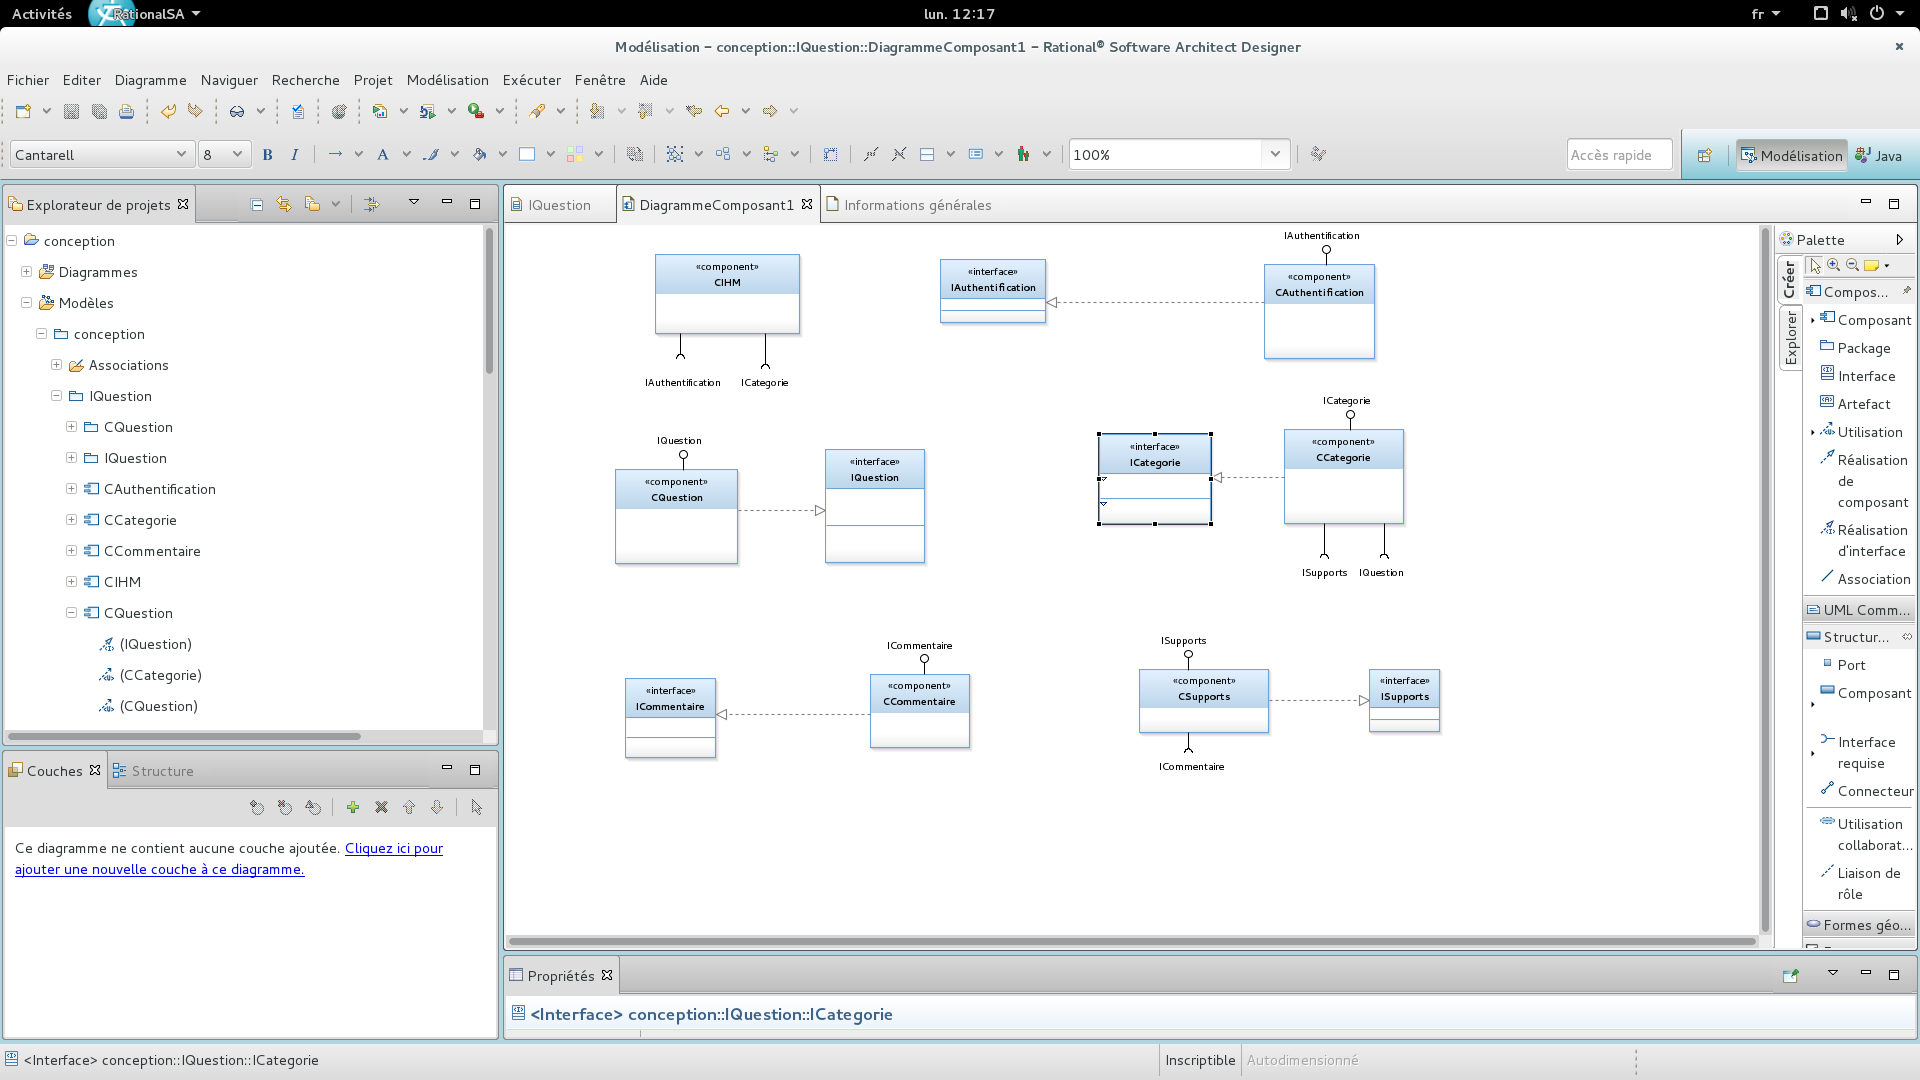 Activités
RationalSA
lun. 12:17
fr
Modélisation – conception::IQuestion::DiagrammeComposant1 – Rational® Software Architect Designer
Fichier Editer Diagramme Naviguer Recherche Projet Modélisation Exécuter Fenêtre Aide
Cantarell
8
B I
A
100%
Accès rapide
Modélisation
Java
Explorateur de projets
conception
Diagrammes
Modèles
conception
Associations
IQuestion
CQuestion
IQuestion
CAuthentification
CCategorie
CCommentaire
CIHM
CQuestion
(IQuestion)
(CCategorie)
(CQuestion)
Couches
Structure
Ce diagramme ne contient aucune couche ajoutée. Cliquez ici pour
ajouter une nouvelle couche à ce diagramme.
IQuestion
DiagrammeComposant1
Informations générales
«component»
CIHM
IAuthentification
ICategorie
«interface»
IAuthentification
IAuthentification
«component»
CAuthentification
IQuestion
«component»
CQuestion
«interface»
IQuestion
«interface»
ICategorie
ICategorie
«component»
CCategorie
ISupports
IQuestion
«interface»
ICommentaire
ICommentaire
«component»
CCommentaire
ISupports
«component»
CSupports
ICommentaire
«interface»
ISupports
Palette
Créer
Explorer
Compos...
Composant
Package
Interface
Artefact
Utilisation
Réalisation
de
composant
Réalisation
d'interface
Association
UML Comm...
Structur...
Port
Composant
Interface
requise
Connecteur
Utilisation
collaborat...
Liaison de
rôle
Formes géo...
Propriétés
<Interface> conception::IQuestion::ICategorie
<Interface> conception::IQuestion::ICategorie
Inscriptible
Autodimensionné